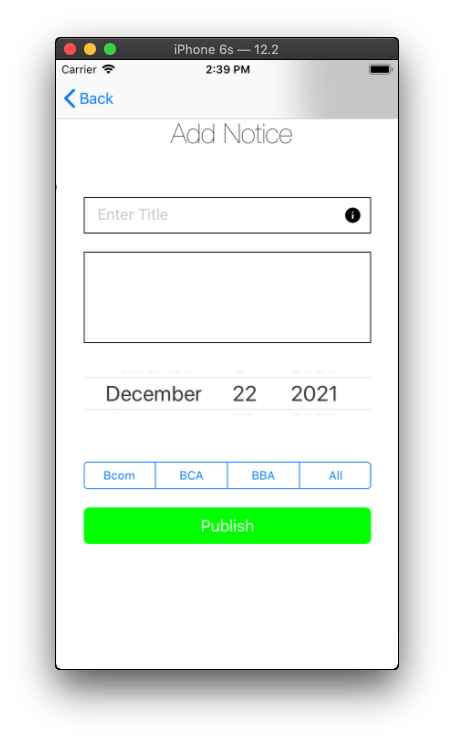 iPhone 6s — 12.2
Carrier 2:39 PM
Back
Add Notice
Enter Title
December 22 2021
Bcom BCA BBA All
Publish